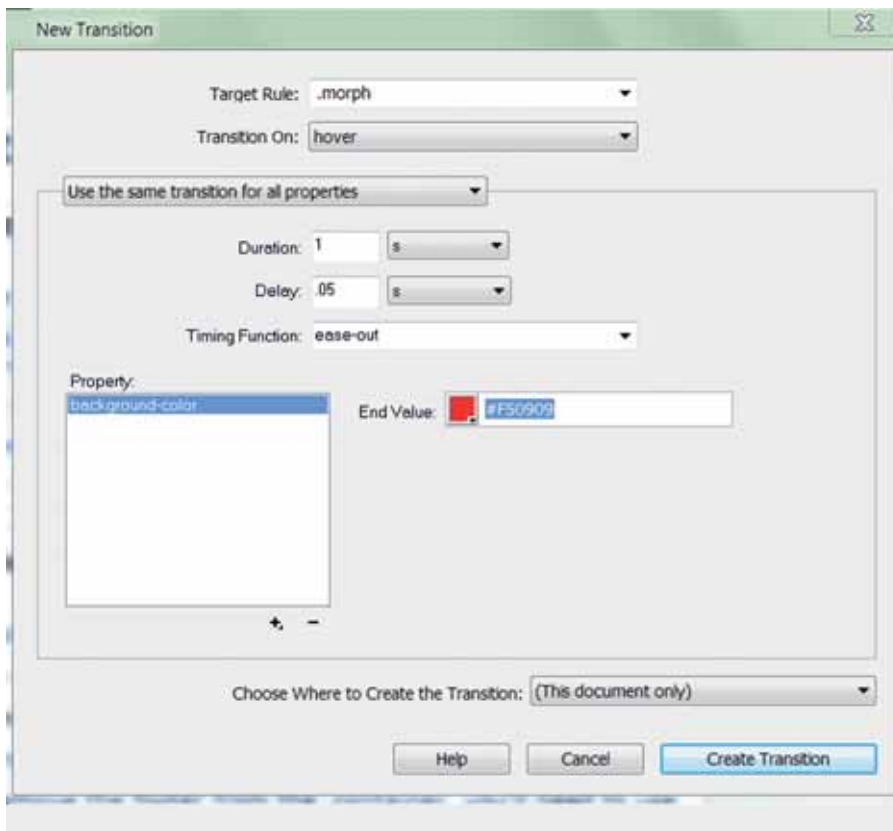 New Transition
Target Rule: .morph
Transition On: hover
Use the same transition for all properties
Duration: 1 s
Delay: .05 s
Timing Function: ease-out
Property:
background-color
End Value: #F50909
+ -
Choose Where to Create the Transition: (This document only)
Help Cancel Create Transition